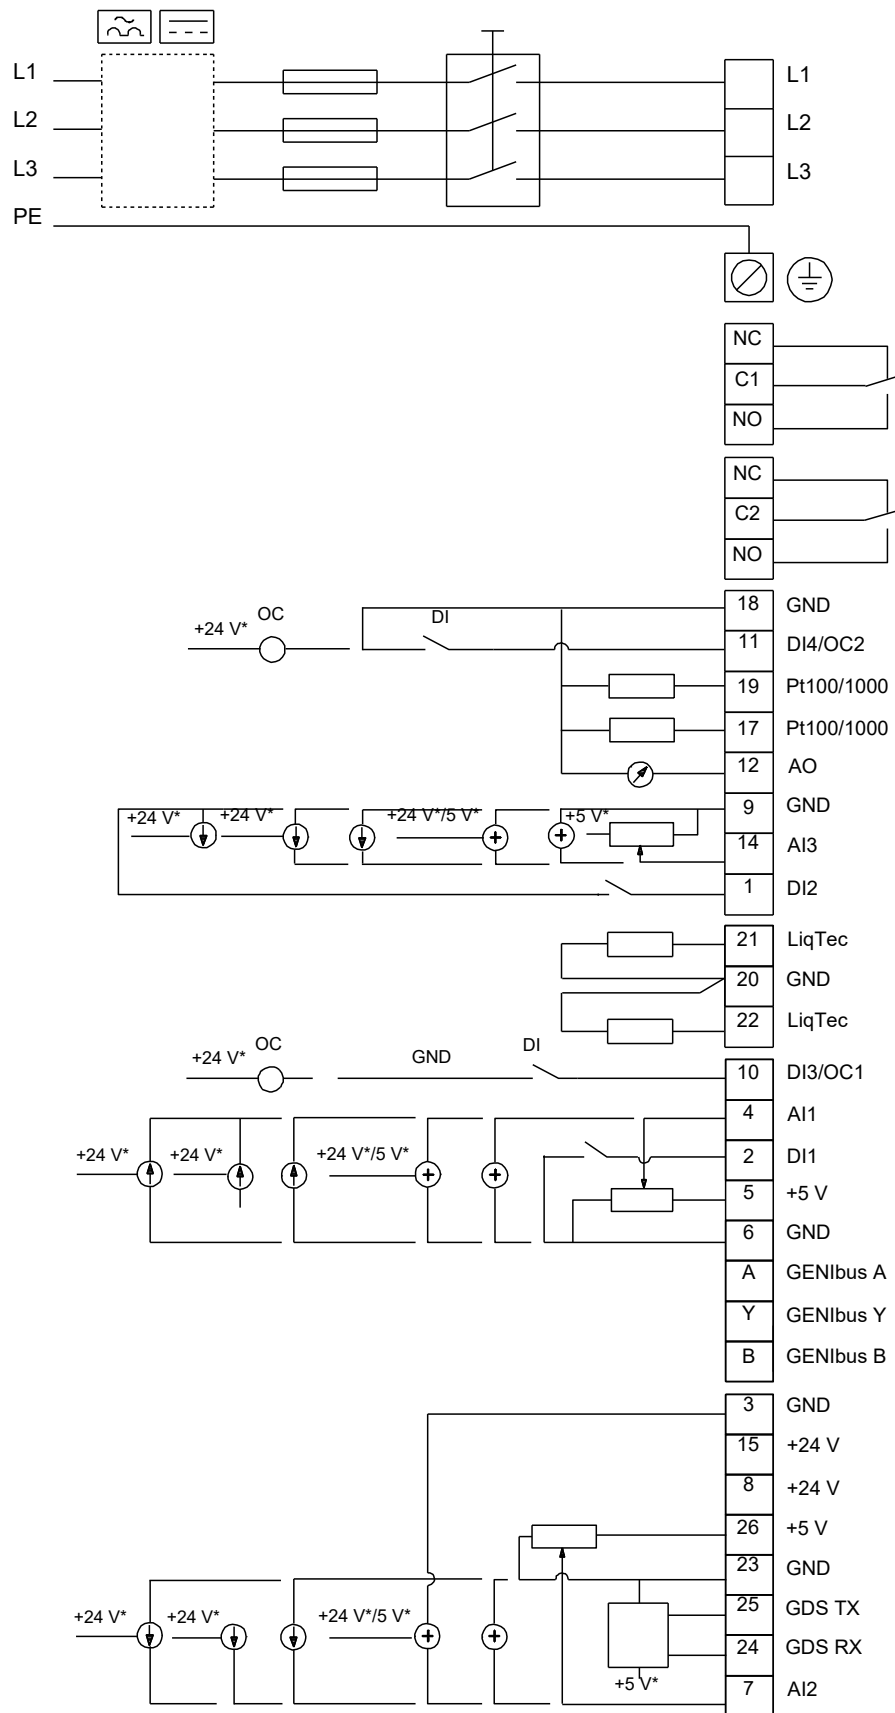 L1 L1
L2 L2
L3 L3
PE
NC
C1
NO
NC
C2
NO
18 GND
+24 V* OC DI
11 DI4/OC2
19 Pt100/1000
17 Pt100/1000
12 AO
9 GND
+24 V* +24 V* +24 V*/5 V* +5 V*
14 AI3
1 DI2
21 LiqTec
20 GND
22 LiqTec
+24 V* OC GND DI
10 DI3/OC1
4 AI1
+24 V* +24 V* +24 V*/5 V*
2 DI1
5 +5 V
6 GND
A GENIbus A
Y GENIbus Y
B GENIbus B
3 GND
15 +24 V
8 +24 V
26 +5 V
23 GND
25 GDS TX
+24 V* +24 V* +24 V*/5 V*
24 GDS RX
+5 V*
7 AI2